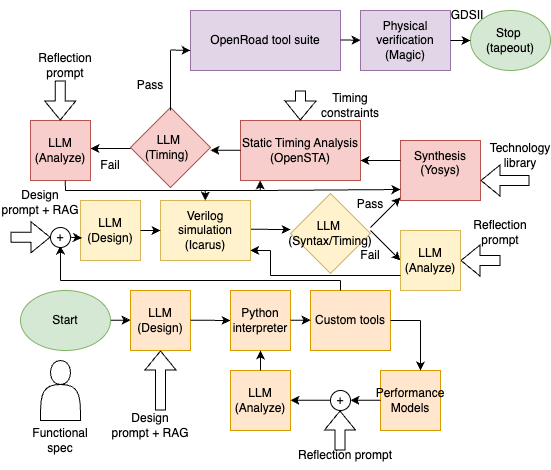 GDSII
OpenRoad tool suite
Physical
verification
(Magic)
Stop
(tapeout)
Reflection
prompt
Pass
Timing
constraints
LLM
(Analyze)
Fail
LLM
(Timing)
Static Timing Analysis
(OpenSTA)
Synthesis
(Yosys)
Technology
library
Design
prompt + RAG
+
LLM
(Design)
Verilog
simulation
(Icarus)
LLM
(Syntax/Timing)
Pass
Fail
LLM
(Analyze)
Reflection
prompt
Start
LLM
(Design)
Python
interpreter
Custom tools
Functional
spec
Design
prompt + RAG
LLM
(Analyze)
+
Performance
Models
Reflection prompt